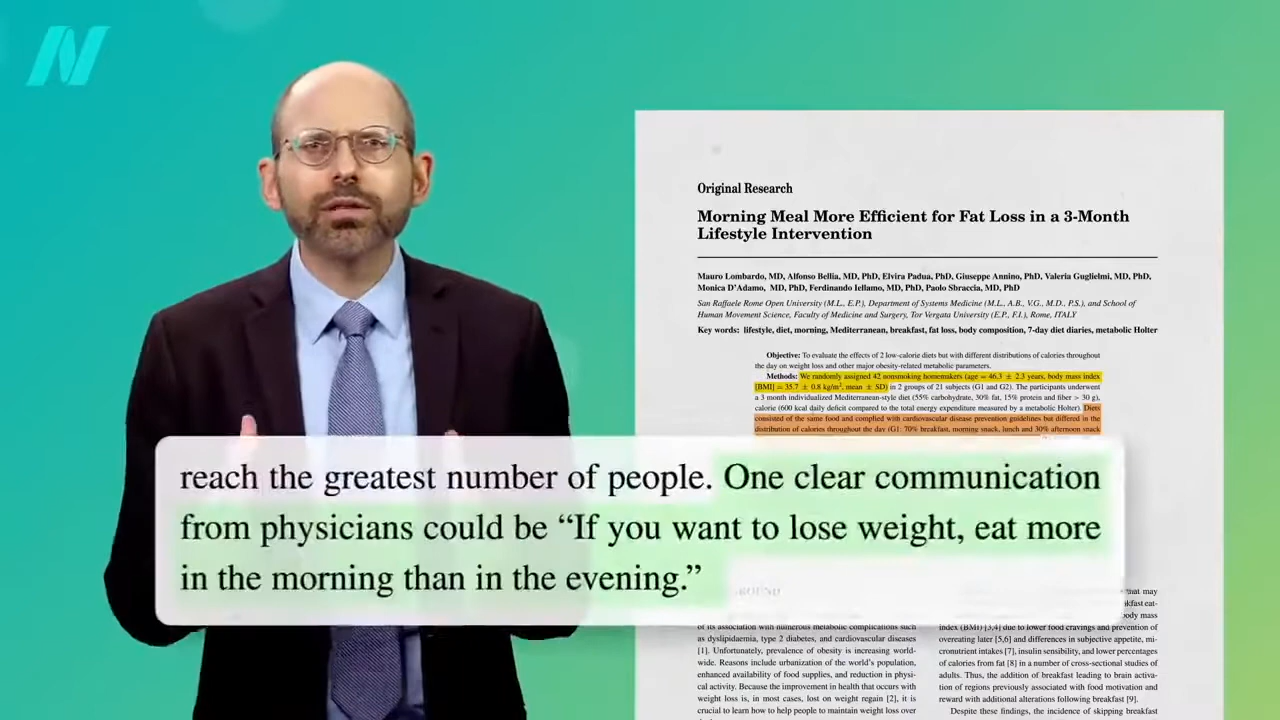 Original Research
Morning Meal More Efficient for Fat Loss in a 3-Month
Lifestyle Intervention
Mauro Lombardo, MD, Alfonso Bellia, MD, PhD, Elvira Padua, PhD, Giuseppe Annino, PhD, Valeria Guglielmi, MD, PhD,
Monica D'Adamo, MD, PhD, Ferdinando Iellamo, MD, PhD, Paolo Sbraccia, MD, PhD
San Raffaele Rome Open University (M.L., E.P.), Department of Systems Medicine (M.L., A.B., V.G., M.D., P.S.), and School of
Human Movement Science, Faculty of Medicine and Surgery, Tor Vergata University (E.P., F.I.), Rome, ITALY
Key words: lifestyle, diet, morning, Mediterranean, breakfast, fat loss, body composition, 7-day diet diaries, metabolic Holter
Objective: To evaluate the effects of 2 low-calorie diets but with different distributions of calories throughout
the day on weight loss and other major obesity-related metabolic parameters.
Methods: We randomly assigned 42 nonsmoking homemakers (age = 46.3 ± 2.3 years, body mass index
[BMI] = 35.7 ± 0.8 kg/m², mean ± SD) in 2 groups of 21 subjects (G1 and G2). The participants underwent
a 3 month individualized Mediterranean-style diet (55% carbohydrate, 30% fat, 15% protein and fiber > 30 g),
calorie (600 kcal daily deficit compared to the total energy expenditure measured by a metabolic Holter). Diets
consisted of the same food and complied with cardiovascular disease prevention guidelines but differed in the
distribution of calories throughout the day (G1: 70% breakfast, morning snack, lunch and 30% afternoon snack
reach the greatest number of people. One clear communication
from physicians could be “If you want to lose weight, eat more
in the morning than in the evening.”
of its association with numerous metabolic complications such
as dyslipidaemia, type 2 diabetes, and cardiovascular diseases
[1]. Unfortunately, prevalence of obesity is increasing world-
wide. Reasons include urbanization of the world's population,
enhanced availability of food supplies, and reduction in physi-
cal activity. Because the improvement in health that occurs with
weight loss is, in most cases, lost on weight regain [2], it is
crucial to learn how to help people to maintain weight loss over
that may
eat-
body mass
index (BMI) [3,4] due to lower food cravings and prevention of
overeating later [5,6] and differences in subjective appetite, mi-
cronutrient intakes [7], insulin sensibility, and lower percentages
of calories from fat [8] in a number of cross-sectional studies of
adults. Thus, the addition of breakfast leading to brain activa-
tion of regions previously associated with food motivation and
reward with additional alterations following breakfast [9].
Despite these findings, the incidence of skipping breakfast